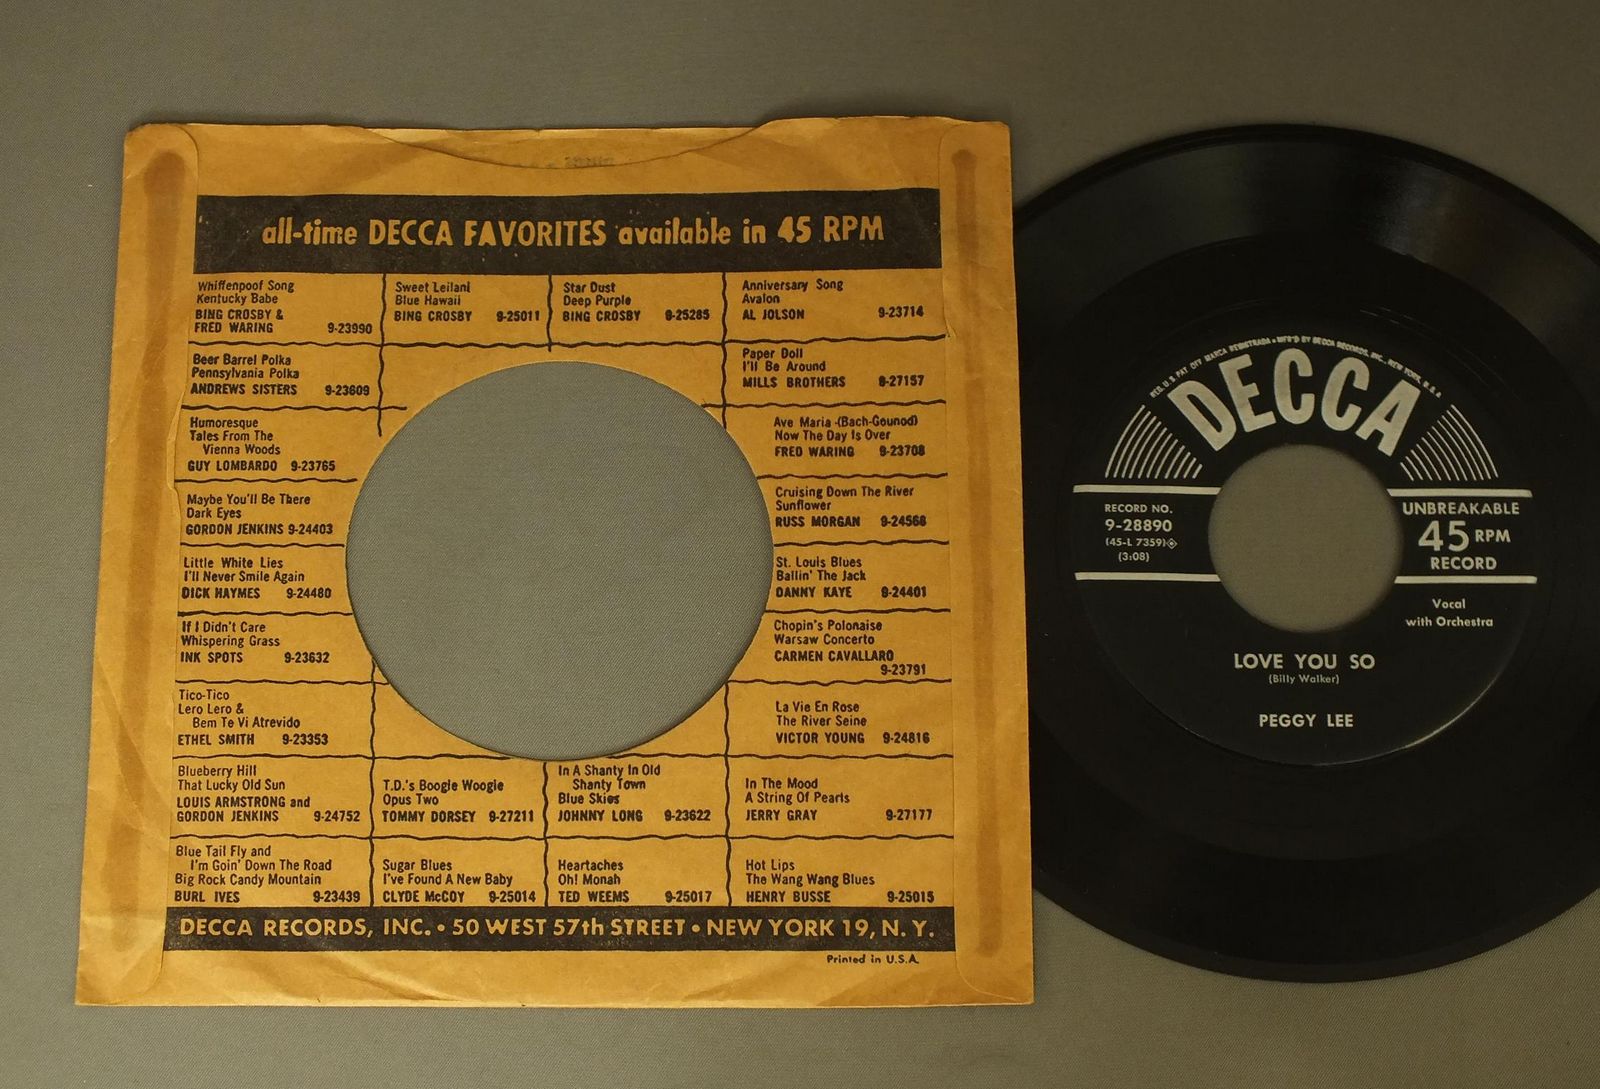 all-time DECCA FAVORITES available in 45 RPM
Whiffenpoof Song
Kentucky Babe
BING CROSBY &
FRED WARING 9-23990
Sweet Leilani
Blue Hawaii
BING CROSBY 9-25011
Star Dust
Deep Purple
BING CROSBY 9-25285
Anniversary Song
Avalon
AL JOLSON 9-23714
Beer Barrel Polka
Pennsylvania Polka
ANDREWS SISTERS 9-23609
Paper Doll
I'll Be Around
MILLS BROTHERS 9-27157
Humoresque
Tales From The
Vienna Woods
GUY LOMBARDO 9-23765
Ave Maria-(Bach-Gounod)
Now The Day Is Over
FRED WARING 9-23708
Maybe You'll Be There
Dark Eyes
GORDON JENKINS 9-24403
Cruising Down The River
Sunflower
RUSS MORGAN 9-24568
Little White Lies
I'll Never Smile Again
DICK HAYMES 9-24480
St. Louis Blues
Ballin' The Jack
DANNY KAYE 9-24401
If I Didn't Care
Whispering Grass
INK SPOTS 9-23632
Chopin's Polonaise
Warsaw Concerto
CARMEN CAVALLARO
9-23791
Tico-Tico
Lero Lero &
Bem Te Vi Atrevido
ETHEL SMITH 9-23353
La Vie En Rose
The River Seine
VICTOR YOUNG 9-24816
Blueberry Hill
That Lucky Old Sun
LOUIS ARMSTRONG and
GORDON JENKINS 9-24752
T.D.'s Boogie Woogie
Opus Two
TOMMY DORSEY 9-27211
In A Shanty In Old
Shanty Town
Blue Skies
JOHNNY LONG 9-23622
In The Mood
A String Of Pearls
JERRY GRAY 9-27177
Blue Tail Fly and
I'm Goin' Down The Road
Big Rock Candy Mountain
BURL IVES 9-23439
Sugar Blues
I've Found A New Baby
CLYDE McCOY 9-25014
Heartaches
Oh! Monah
TED WEEMS 9-25017
Hot Lips
The Wang Wang Blues
HENRY BUSSE 9-25015
DECCA RECORDS, INC. • 50 WEST 57th STREET • NEW YORK 19, N. Y.
Printed in U.S.A.
REG. U.S. PAT. OFF. MARCA REGISTRADA • MF'R'D BY DECCA RECORDS, INC., NEW YORK, U.S.A.
DECCA
RECORD NO.
9-28890
(45-L 7359)
(3:08)
UNBREAKABLE
45 RPM
RECORD
Vocal
with Orchestra
LOVE YOU SO
(Billy Walker)
PEGGY LEE